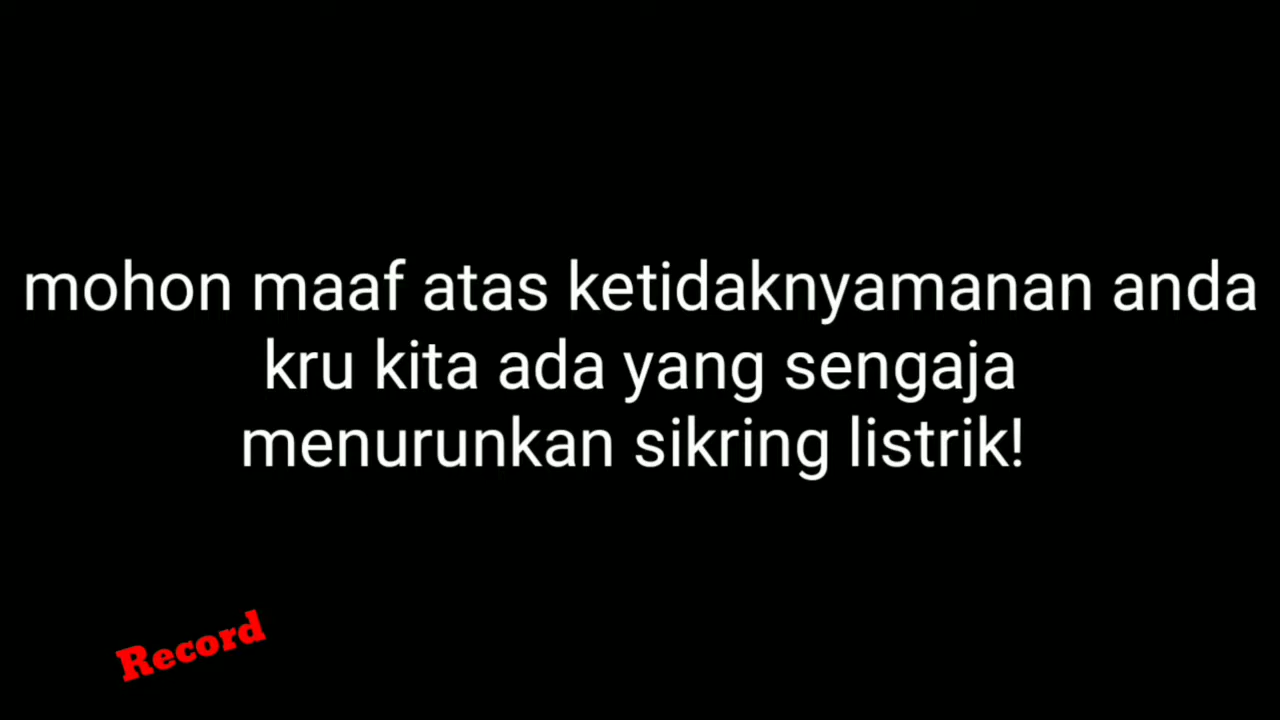 mohon maaf atas ketidaknyamanan anda
kru kita ada yang sengaja
menurunkan sikring listrik!
Record